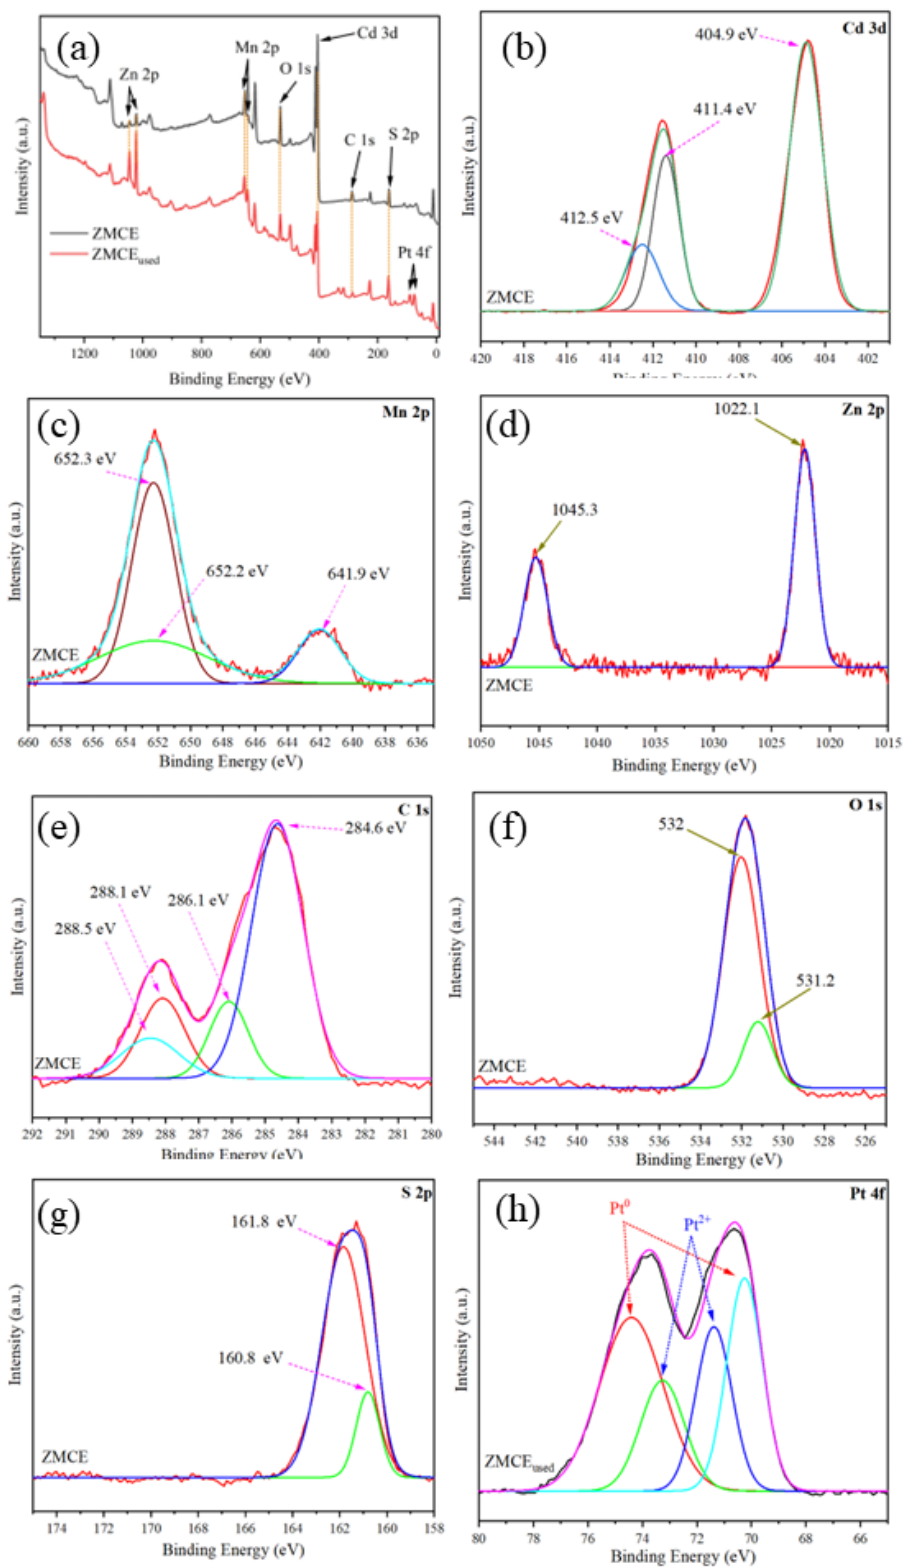 (a)
Cd 3d
Mn 2p
Zn 2p
O 1s
C 1s
S 2p
Pt 4f
ZMCE
ZMCEused
Intensity (a.u.)
1200 1000 800 600 400 200 0
Binding Energy (eV)
(b)
Cd 3d
404.9 eV
411.4 eV
412.5 eV
ZMCE
Intensity (a.u.)
420 418 416 414 412 410 408 406 404 402
Binding Energy (eV)
(c)
Mn 2p
652.3 eV
652.2 eV
641.9 eV
ZMCE
Intensity (a.u.)
660 658 656 654 652 650 648 646 644 642 640 638 636
Binding Energy (eV)
(d)
Zn 2p
1022.1
1045.3
ZMCE
Intensity (a.u.)
1050 1045 1040 1035 1030 1025 1020 1015
Binding Energy (eV)
(e)
C 1s
284.6 eV
288.1 eV
286.1 eV
288.5 eV
ZMCE
Intensity (a.u.)
292 291 290 289 288 287 286 285 284 283 282 281 280
Binding Energy (eV)
(f)
O 1s
532
531.2
ZMCE
Intensity (a.u.)
544 542 540 538 536 534 532 530 528 526
Binding Energy (eV)
(g)
S 2p
161.8 eV
160.8 eV
ZMCE
Intensity (a.u.)
174 172 170 168 166 164 162 160 158
Binding Energy (eV)
(h)
Pt 4f
Pt⁰
Pt²⁺
ZMCEused
Intensity (a.u.)
80 78 76 74 72 70 68 66
Binding Energy (eV)